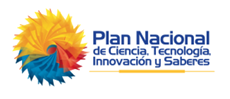 Plan Nacional
de Ciencia, Tecnología,
Innovación y Saberes